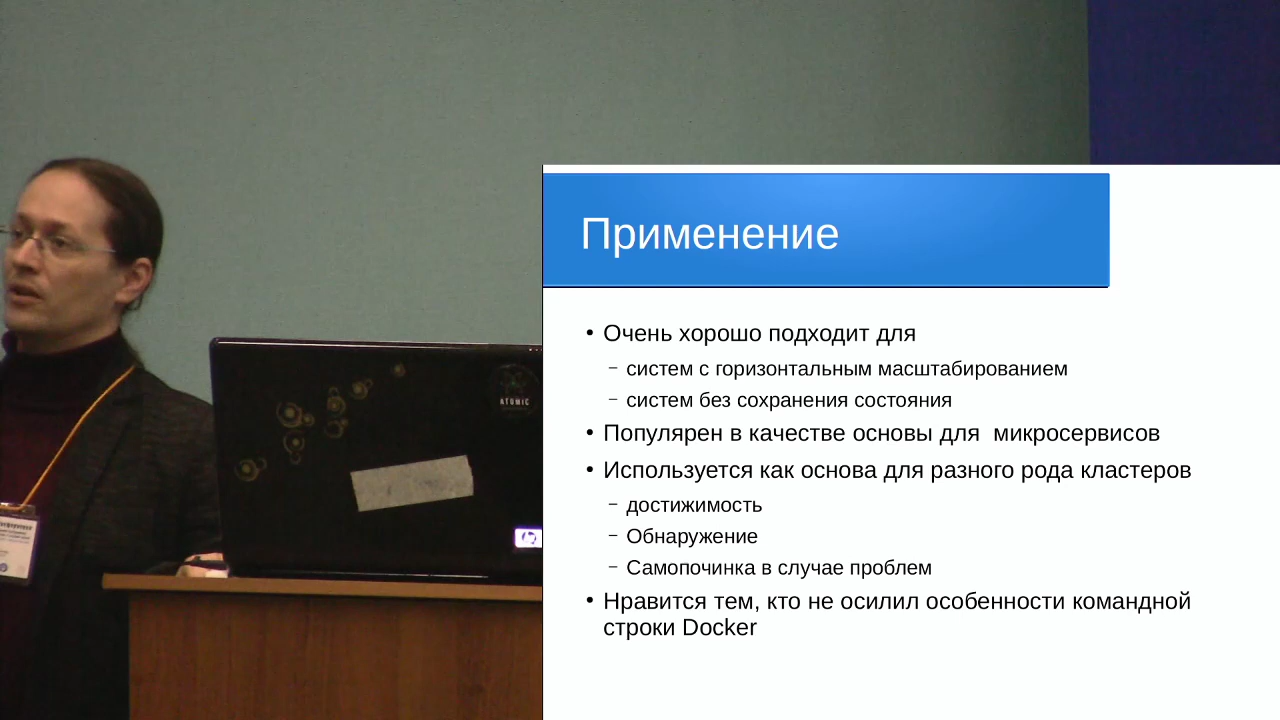 Применение
• Очень хорошо подходит для
– систем с горизонтальным масштабированием
– систем без сохранения состояния
• Популярен в качестве основы для  микросервисов
• Используется как основа для разного рода кластеров
– достижимость
– Обнаружение
– Самопочинка в случае проблем
• Нравится тем, кто не осилил особенности командной
строки Docker
ATOMIC
hp